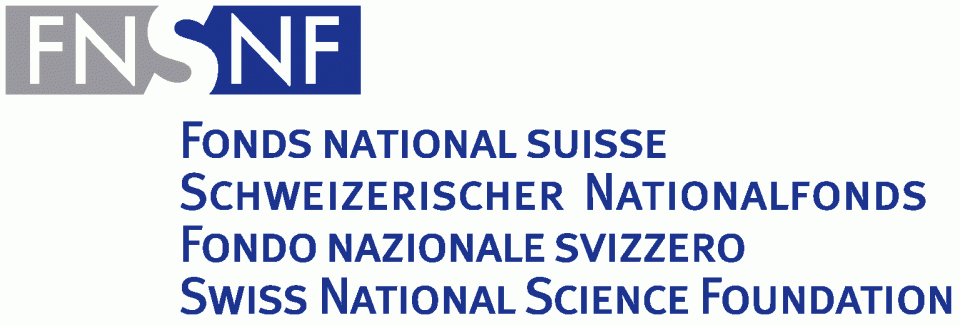 FNSNF
FONDS NATIONAL SUISSE
SCHWEIZERISCHER NATIONALFONDS
FONDO NAZIONALE SVIZZERO
SWISS NATIONAL SCIENCE FOUNDATION